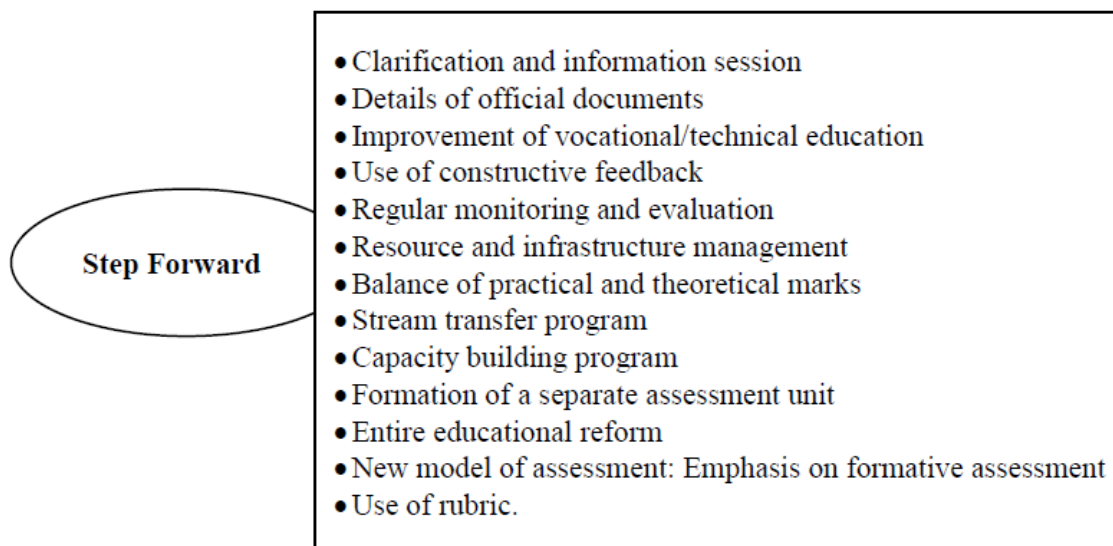 Step Forward
•Clarification and information session
•Details of official documents
•Improvement of vocational/technical education
•Use of constructive feedback
•Regular monitoring and evaluation
•Resource and infrastructure management
•Balance of practical and theoretical marks
•Stream transfer program
•Capacity building program
•Formation of a separate assessment unit
•Entire educational reform
•New model of assessment: Emphasis on formative assessment
•Use of rubric.